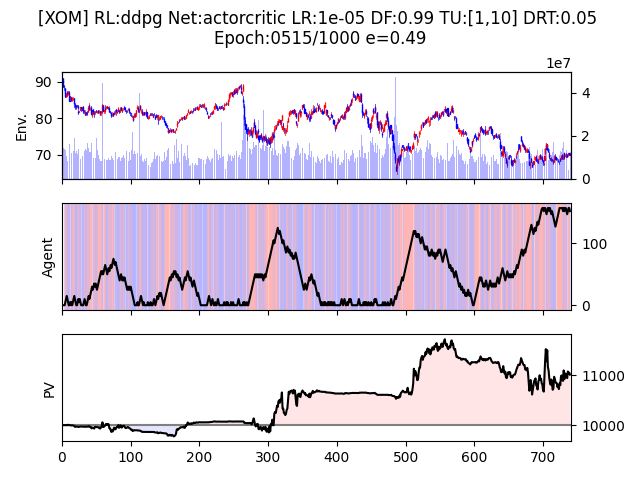 [XOM] RL:ddpg Net:actorcritic LR:1e-05 DF:0.99 TU:[1,10] DRT:0.05
Epoch:0515/1000 e=0.49
1e7
90
80
70
Env.
4
2
0
Agent
100
0
PV
11000
10000
0 100 200 300 400 500 600 700